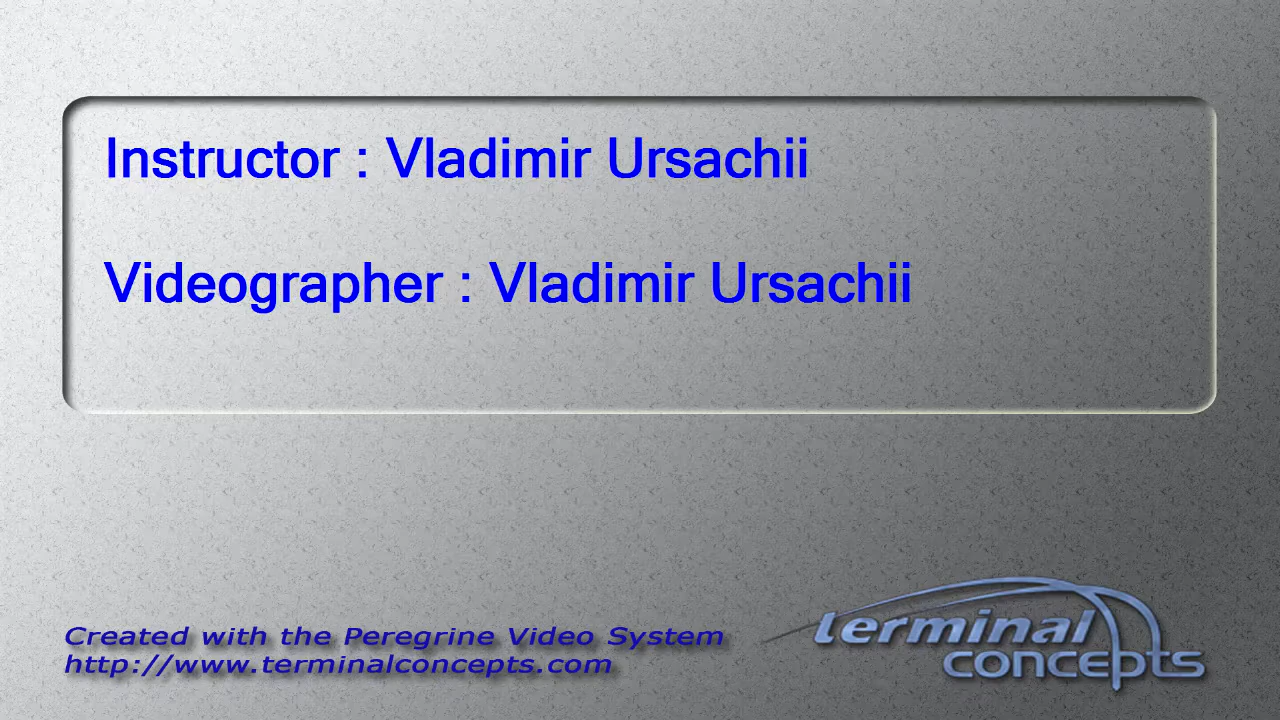 Instructor : Vladimir Ursachii
Videographer : Vladimir Ursachii
Created with the Peregrine Video System
http://www.terminalconcepts.com
terminal
concepts